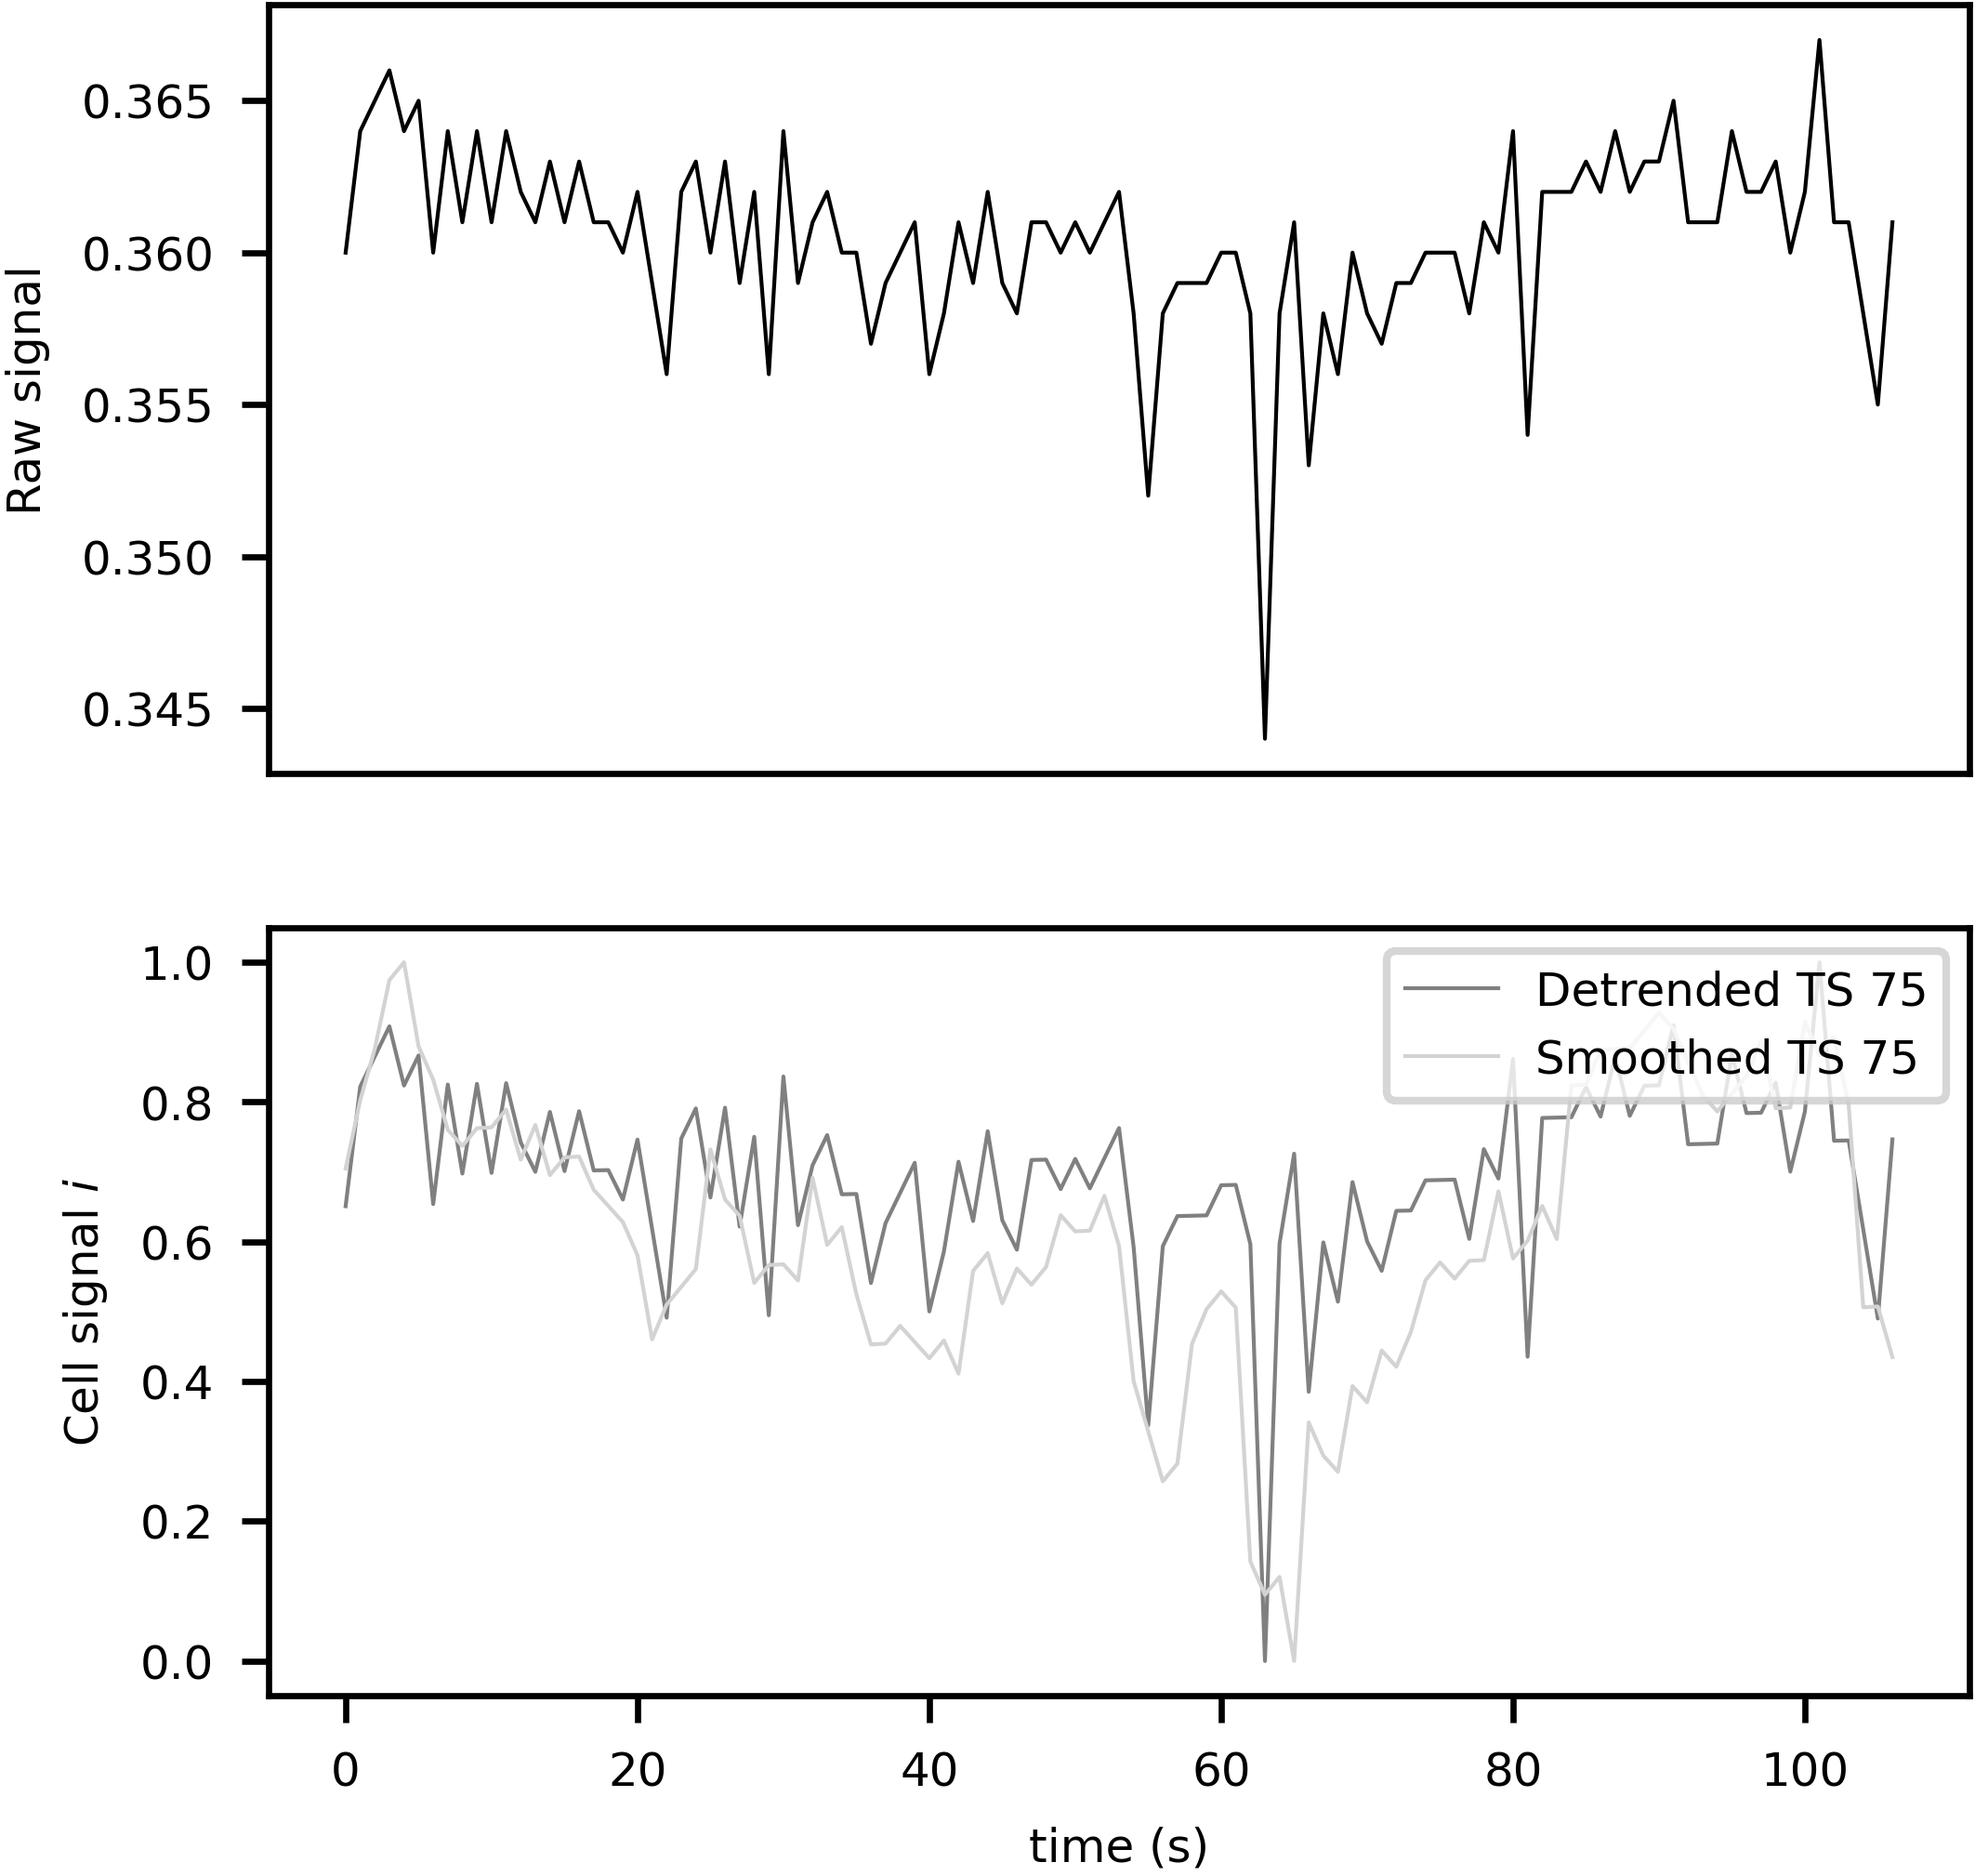 Raw signal
0.365
0.360
0.355
0.350
0.345
Cell signal i
1.0
0.8
0.6
0.4
0.2
0.0
Detrended TS 75
Smoothed TS 75
0 20 40 60 80 100
time (s)